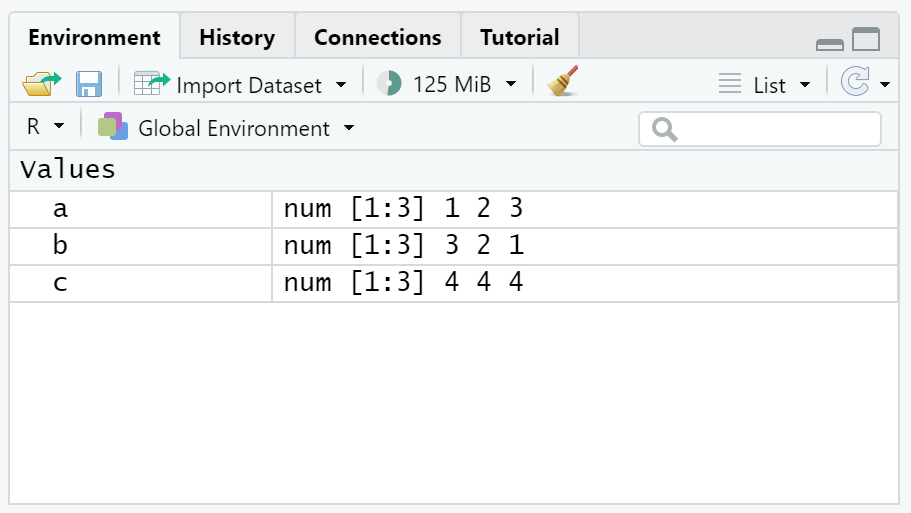 Environment History Connections Tutorial
Import Dataset 125 MiB List
R Global Environment
Values
a num [1:3] 1 2 3
b num [1:3] 3 2 1
c num [1:3] 4 4 4